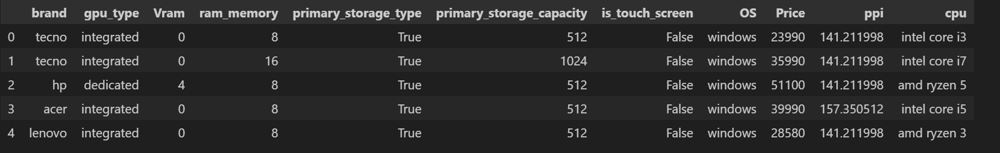 brand gpu_type Vram ram_memory primary_storage_type primary_storage_capacity is_touch_screen OS Price ppi cpu
0 tecno integrated 0 8 True 512 False windows 23990 141.211998 intel core i3
1 tecno integrated 0 16 True 1024 False windows 35990 141.211998 intel core i7
2 hp dedicated 4 8 True 512 False windows 51100 141.211998 amd ryzen 5
3 acer integrated 0 8 True 512 False windows 39990 157.350512 intel core i5
4 lenovo integrated 0 8 True 512 False windows 28580 141.211998 amd ryzen 3